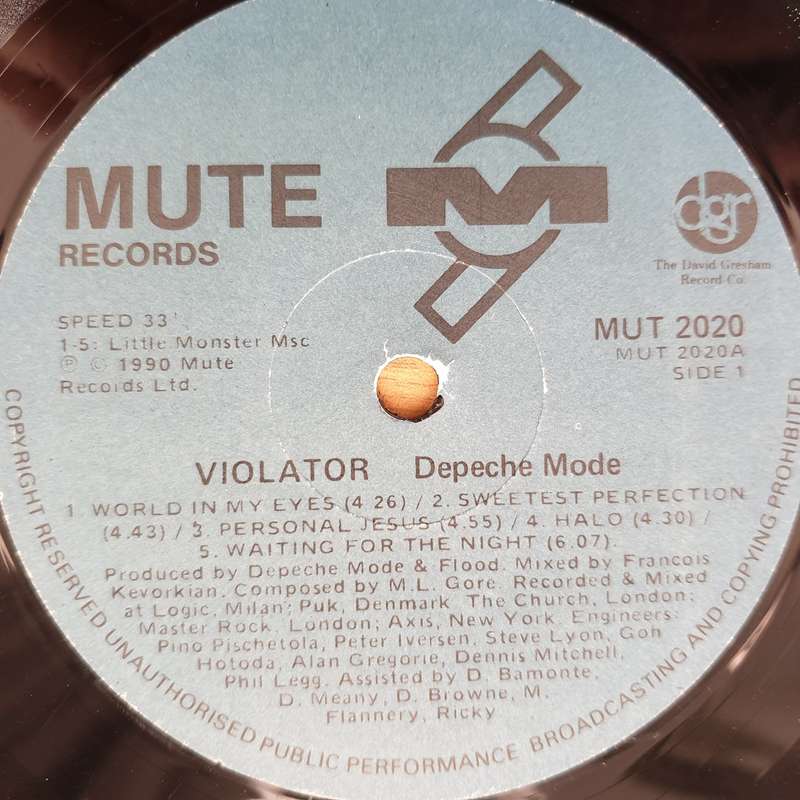 MUTE
RECORDS
M
dgr
The David Gresham
Record Co.
SPEED 33
1-5: Little Monster Msc
Ⓟ © 1990 Mute
Records Ltd.
MUT 2020
MUT 2020A
SIDE 1
VIOLATOR Depeche Mode
1. WORLD IN MY EYES (4 26) / 2. SWEETEST PERFECTION
(4.43) / 3. PERSONAL JESUS (4.55) / 4. HALO (4.30) /
5. WAITING FOR THE NIGHT (6.07).
Produced by Depeche Mode & Flood. Mixed by Francois
Kevorkian. Composed by M.L. Gore. Recorded & Mixed
at Logic, Milan; Puk, Denmark. The Church, London;
Master Rock, London; Axis, New York. Engineers:
Pino Pischetola, Peter Iversen, Steve Lyon, Goh
Hotoda, Alan Gregorie, Dennis Mitchell,
Phil Legg. Assisted by D. Bamonte,
D. Meany, D. Browne, M.
Flannery, Ricky
COPYRIGHT RESERVED UNAUTHORISED PUBLIC PERFORMANCE BROADCASTING AND COPYING PROHIBITED